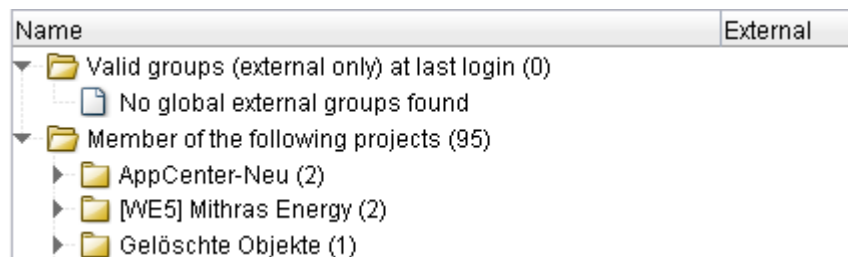 Name External
Valid groups (external only) at last login (0)
No global external groups found
Member of the following projects (95)
AppCenter-Neu (2)
[WE5] Mithras Energy (2)
Gelöschte Objekte (1)